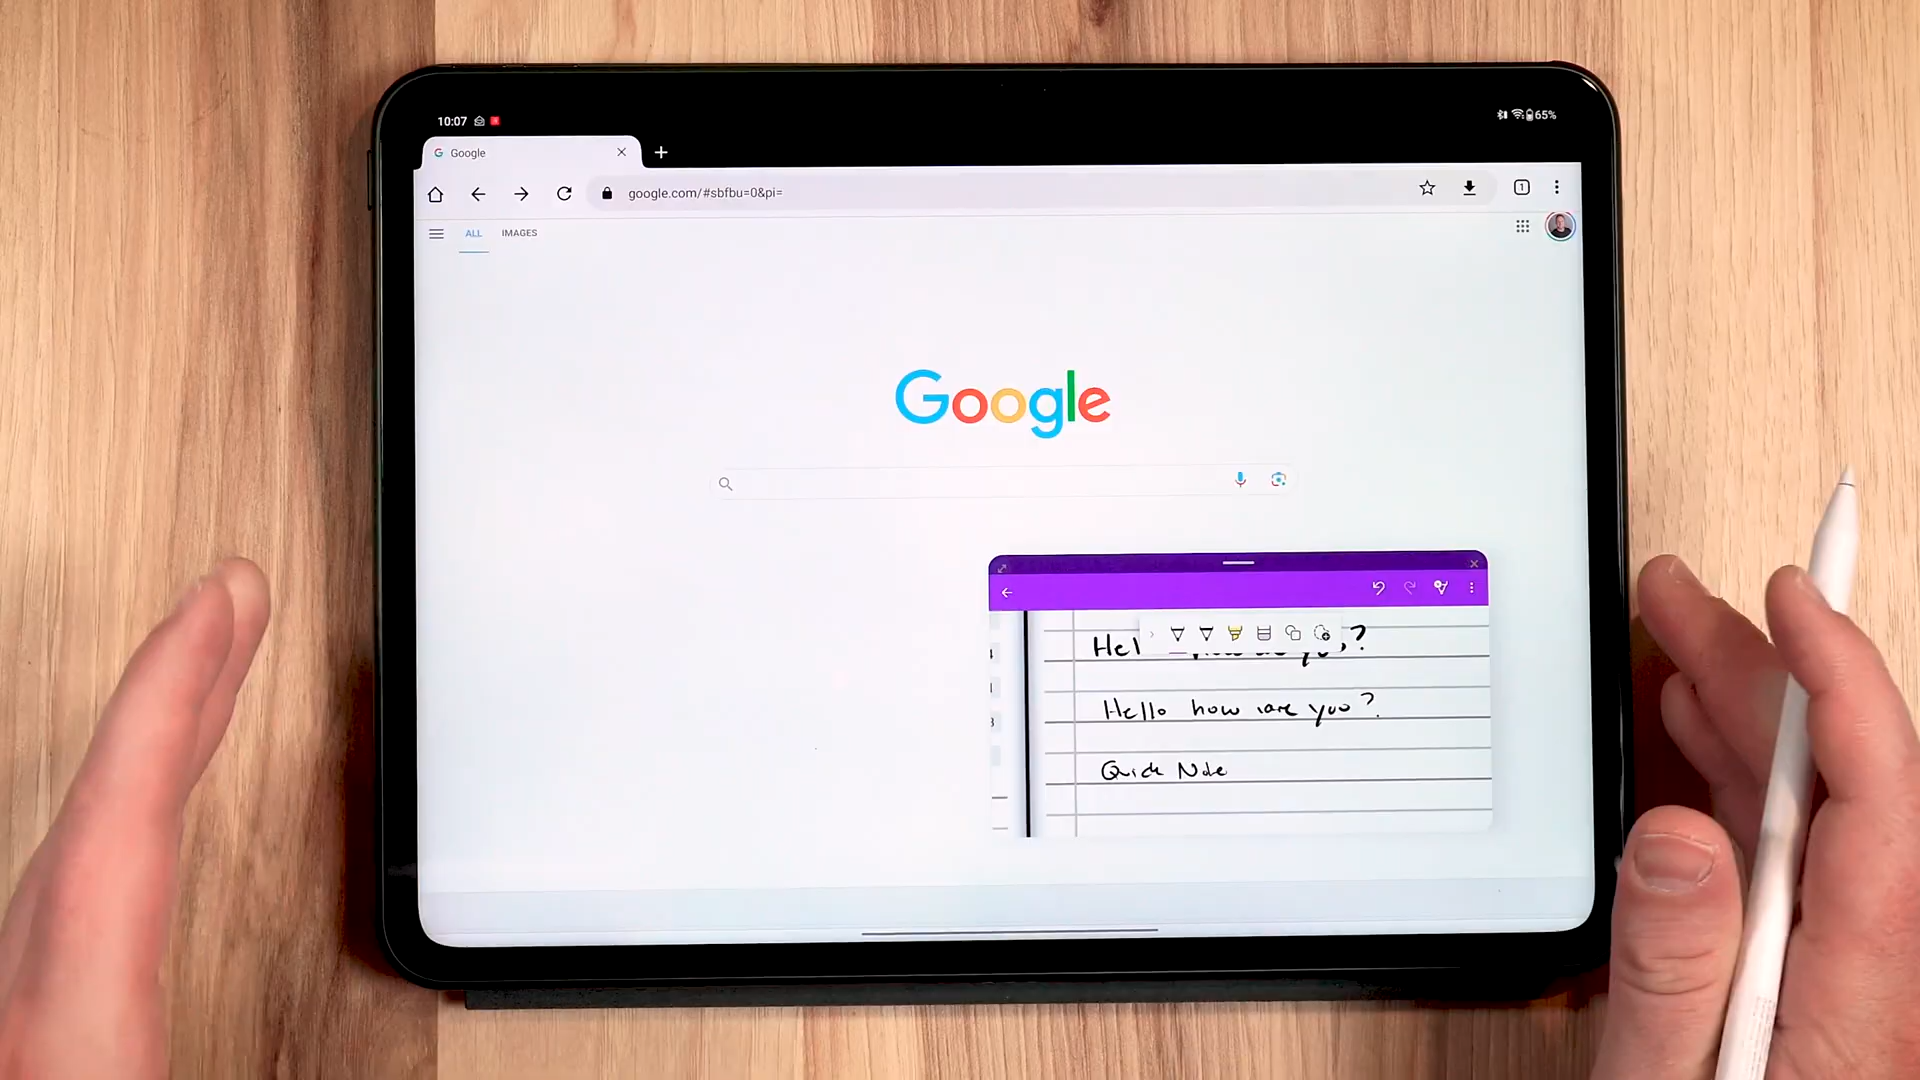 10:07
65%
Google
google.com/#sbfbu=0&pi=
1
ALL IMAGES
Google
Hel
Hello how are you?
Quick Note